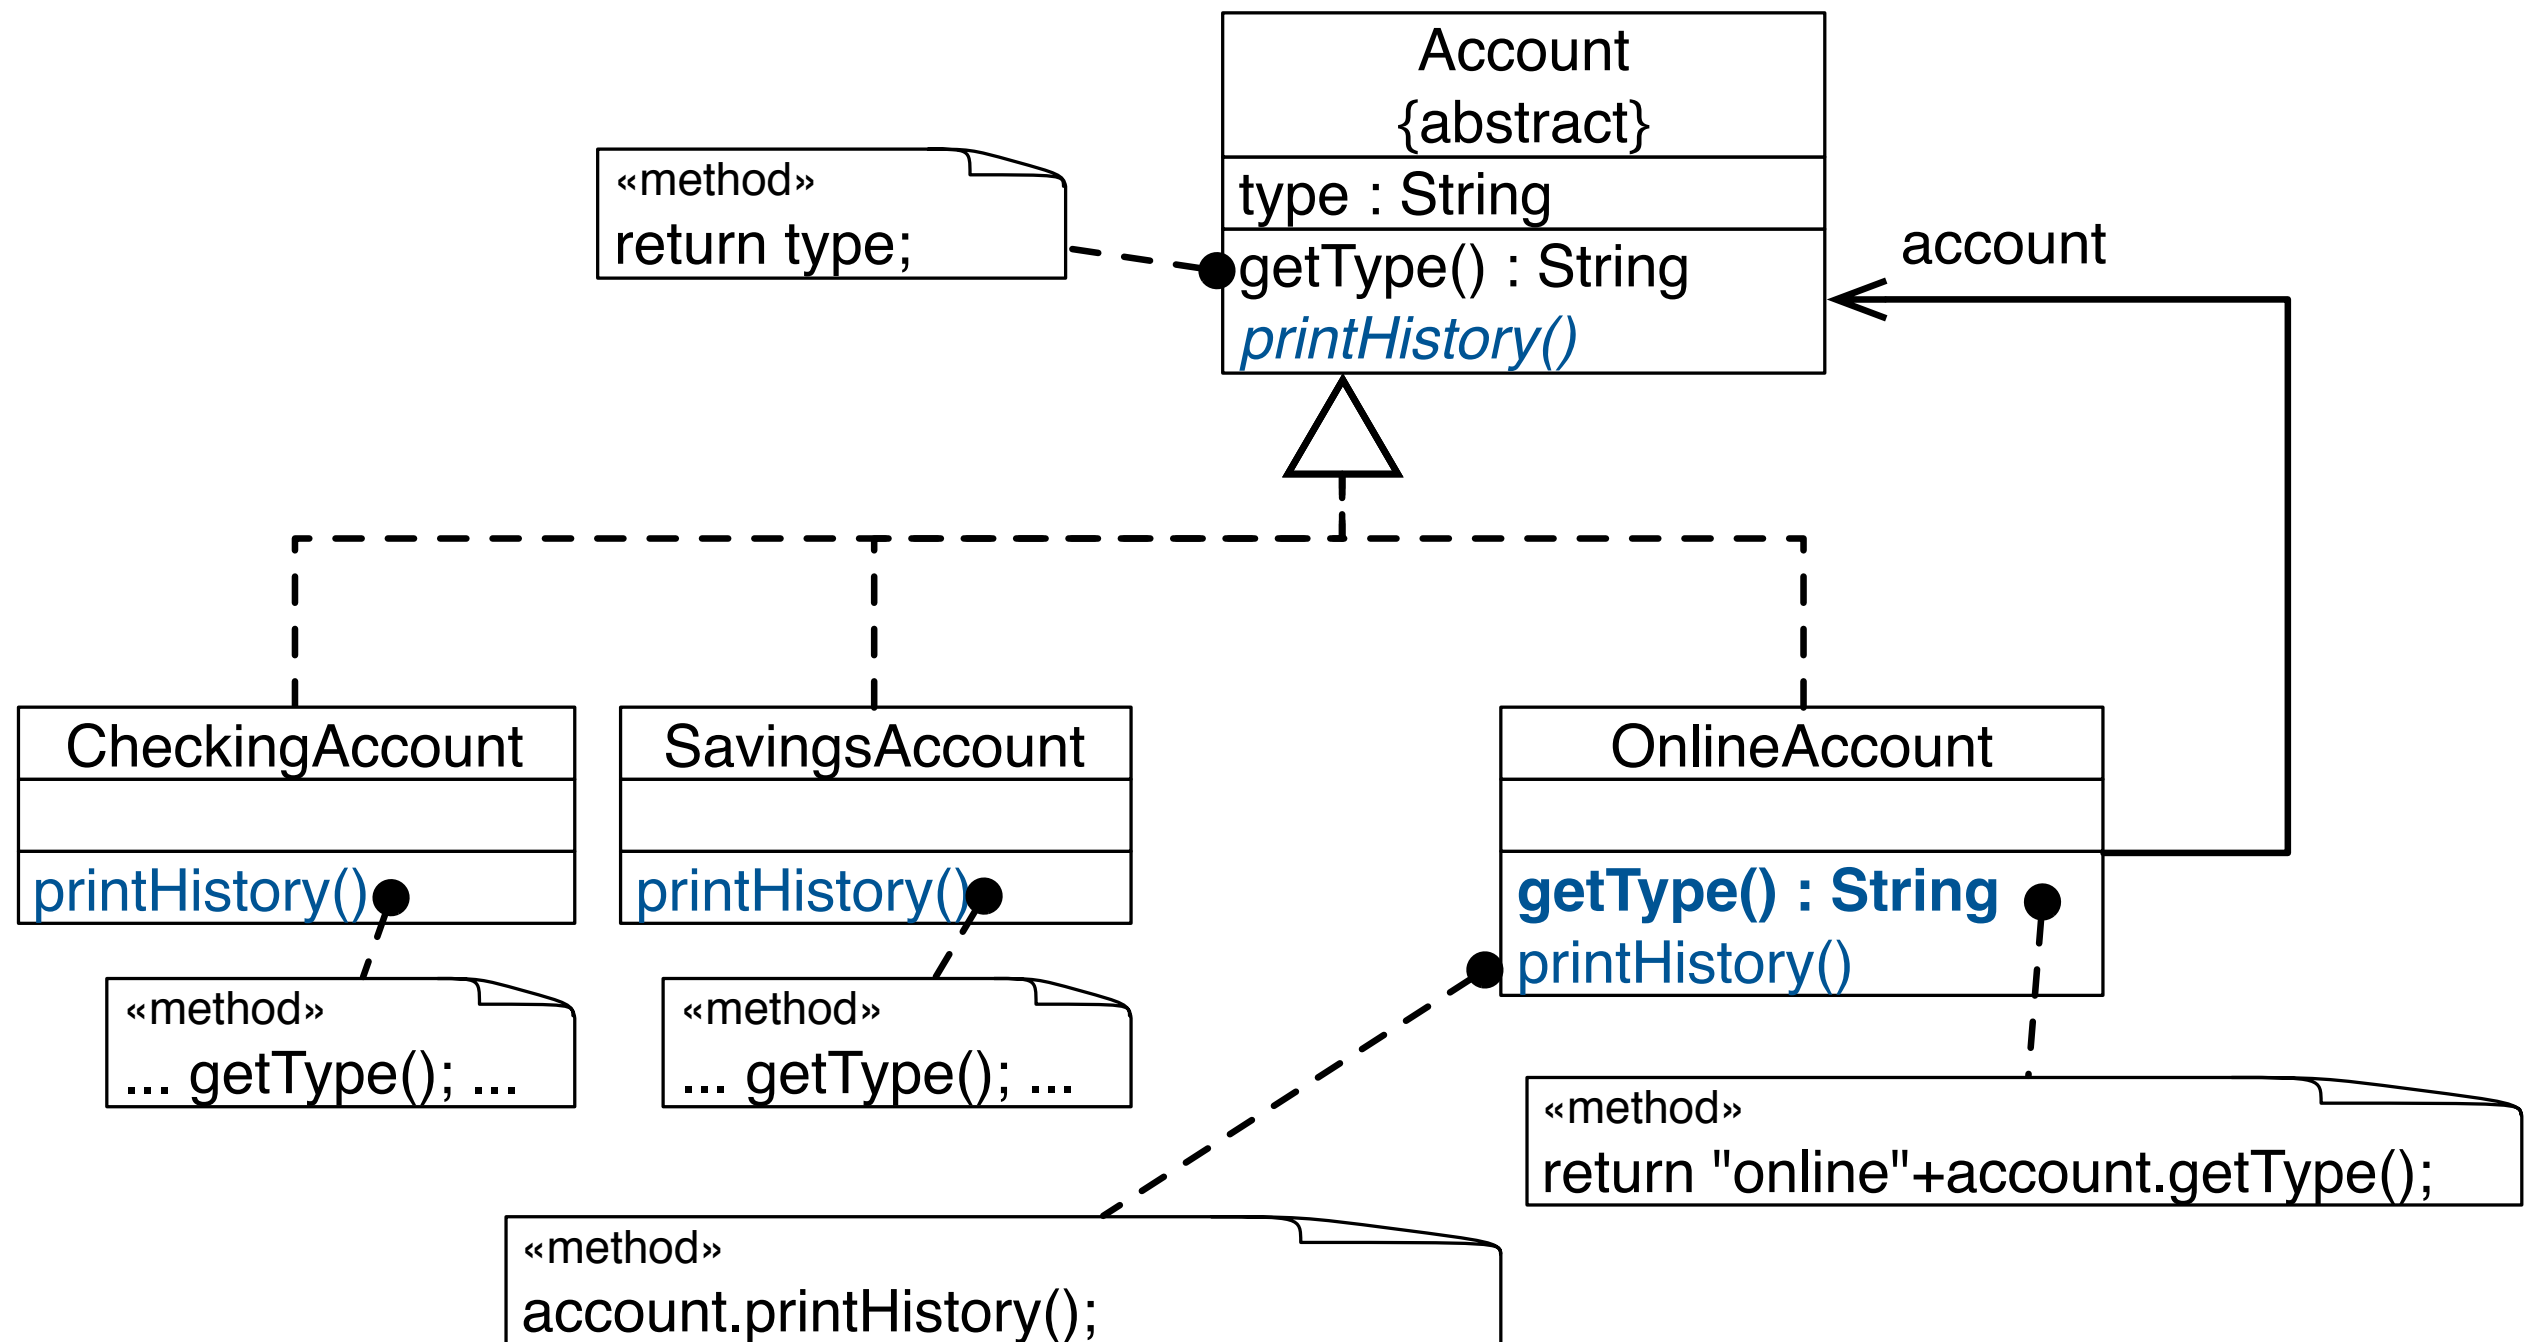 Account
{abstract}
type : String
getType() : String
printHistory()
«method»
return type;
account
CheckingAccount
printHistory()
«method»
... getType(); ...
SavingsAccount
printHistory()
«method»
... getType(); ...
OnlineAccount
getType() : String
printHistory()
«method»
return "online"+account.getType();
«method»
account.printHistory();